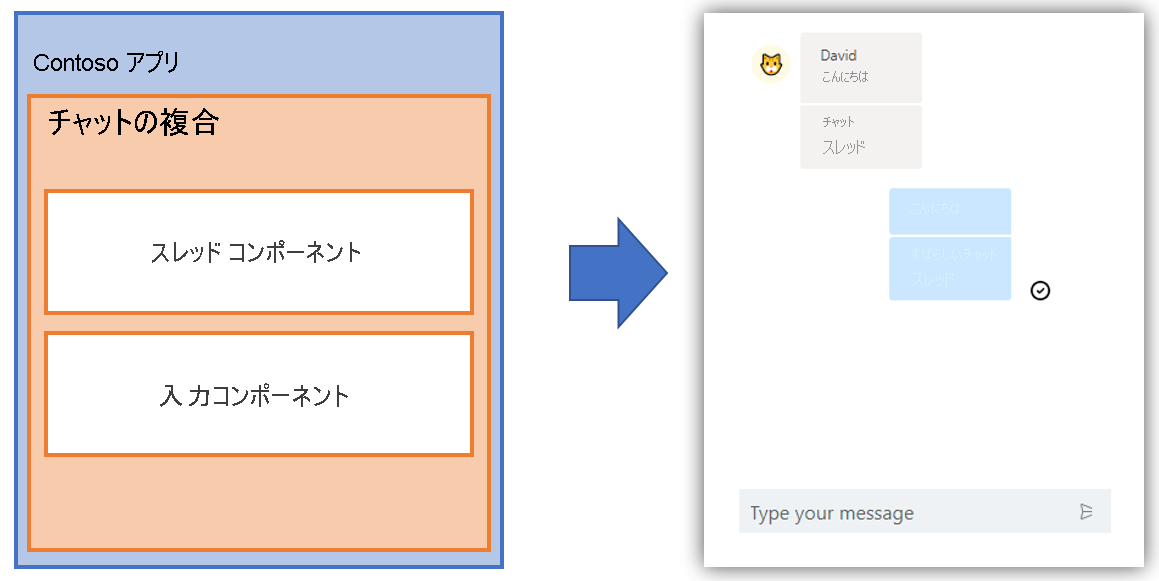 Contoso アプリ
チャットの複合
スレッド コンポーネント
入力コンポーネント
David
こんにちは
チャット
スレッド
こんにちは
すばらしいチャット
スレッド
Type your message